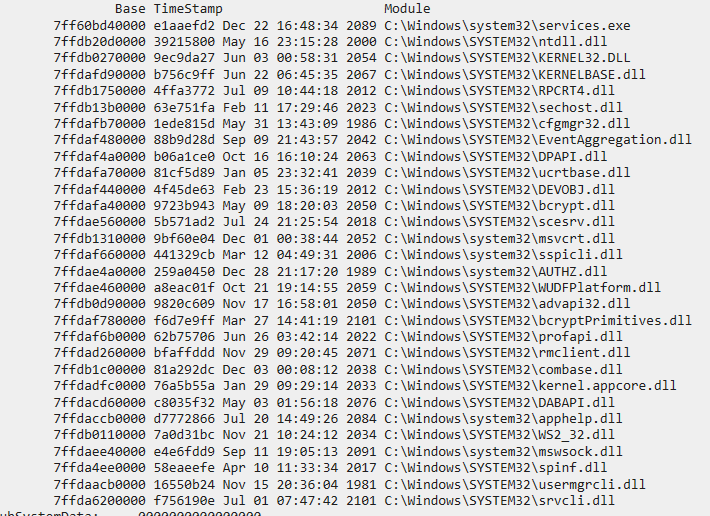 Base TimeStamp Module
7ff60bd40000 e1aaefd2 Dec 22 16:48:34 2089 C:\Windows\system32\services.exe
7ffdb20d0000 39215800 May 16 23:15:28 2000 C:\Windows\SYSTEM32\ntdll.dll
7ffdb0270000 9ec9da27 Jun 03 00:58:31 2054 C:\Windows\SYSTEM32\KERNEL32.DLL
7ffdafd90000 b756c9ff Jun 22 06:45:35 2067 C:\Windows\SYSTEM32\KERNELBASE.dll
7ffdb1750000 4ffa3772 Jul 09 10:44:18 2012 C:\Windows\SYSTEM32\RPCRT4.dll
7ffdb13b0000 63e751fa Feb 11 17:29:46 2023 C:\Windows\SYSTEM32\sechost.dll
7ffdafb70000 1ede815d May 31 13:43:09 1986 C:\Windows\SYSTEM32\cfgmgr32.dll
7ffdaf480000 88b9d28d Sep 09 21:43:57 2042 C:\Windows\SYSTEM32\EventAggregation.dll
7ffdaf4a0000 b06a1ce0 Oct 16 16:10:24 2063 C:\Windows\SYSTEM32\DPAPI.dll
7ffdafa70000 81cf5d89 Jan 05 23:32:41 2039 C:\Windows\SYSTEM32\ucrtbase.dll
7ffdaf440000 4f45de63 Feb 23 15:36:19 2012 C:\Windows\SYSTEM32\DEVOBJ.dll
7ffdafa40000 9723b943 May 09 18:20:03 2050 C:\Windows\SYSTEM32\bcrypt.dll
7ffdae560000 5b571ad2 Jul 24 21:25:54 2018 C:\Windows\SYSTEM32\scesrv.dll
7ffdb1310000 9bf60e04 Dec 01 00:38:44 2052 C:\Windows\SYSTEM32\msvcrt.dll
7ffdaf660000 441329cb Mar 12 04:49:31 2006 C:\Windows\system32\sspicli.dll
7ffdae4a0000 259a0450 Dec 28 21:17:20 1989 C:\Windows\SYSTEM32\AUTHZ.dll
7ffdae460000 a8eac01f Oct 21 19:14:55 2059 C:\Windows\SYSTEM32\WUDFPlatform.dll
7ffdb0d90000 9820c609 Nov 17 16:58:01 2050 C:\Windows\SYSTEM32\advapi32.dll
7ffdaf780000 f6d7e9ff Mar 27 14:41:19 2101 C:\Windows\SYSTEM32\bcryptPrimitives.dll
7ffdaf6b0000 62b75706 Jun 26 03:42:14 2022 C:\Windows\SYSTEM32\profapi.dll
7ffdad260000 bfaffddd Nov 29 09:20:45 2071 C:\Windows\SYSTEM32\rmclient.dll
7ffdb1c00000 81a292dc Dec 03 00:08:12 2038 C:\Windows\SYSTEM32\combase.dll
7ffdadfc0000 76a5b55a Jan 29 09:29:14 2033 C:\Windows\SYSTEM32\kernel.appcore.dll
7ffdacd60000 c8035f32 May 03 01:56:18 2076 C:\Windows\SYSTEM32\DABAPI.dll
7ffdaccb0000 d7772866 Jul 20 14:49:26 2084 C:\Windows\system32\apphelp.dll
7ffdb0110000 7a0d31bc Nov 21 10:24:12 2034 C:\Windows\SYSTEM32\WS2_32.dll
7ffdaee40000 e4e6fdd9 Sep 11 19:05:13 2091 C:\Windows\system32\mswsock.dll
7ffda4ee0000 58eaeefe Apr 10 11:33:34 2017 C:\Windows\SYSTEM32\spinf.dll
7ffdaacb0000 16550b24 Nov 15 20:36:04 1981 C:\Windows\SYSTEM32\usermgrcli.dll
7ffda6200000 f756190e Jul 01 07:47:42 2101 C:\Windows\SYSTEM32\srvcli.dll